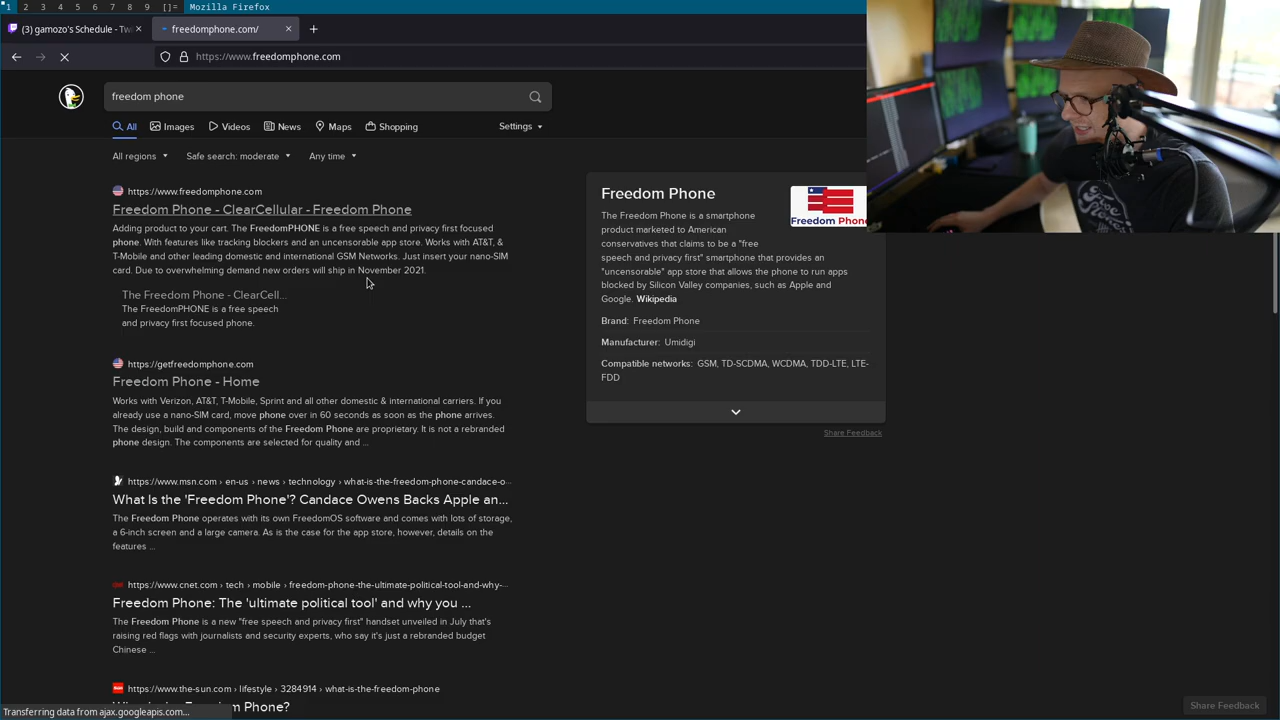 1 2 3 4 5 6 7 8 9 []= Mozilla Firefox
(3) gamozo's Schedule - Tw
freedomphone.com/
https://www.freedomphone.com
freedom phone
All Images Videos News Maps Shopping Settings
All regions Safe search: moderate Any time
https://www.freedomphone.com
Freedom Phone - ClearCellular - Freedom Phone
Adding product to your cart. The FreedomPHONE is a free speech and privacy first focused
phone. With features like tracking blockers and an uncensorable app store. Works with AT&T, &
T-Mobile and other leading domestic and international GSM Networks. Just insert your nano-SIM
card. Due to overwhelming demand new orders will ship in November 2021.
The Freedom Phone - ClearCell...
The FreedomPHONE is a free speech
and privacy first focused phone.
https://getfreedomphone.com
Freedom Phone - Home
Works with Verizon, AT&T, T-Mobile, Sprint and all other domestic & international carriers. If you
already use a nano-SIM card, move phone over in 60 seconds as soon as the phone arrives.
The design, build and components of the Freedom Phone are proprietary. It is not a rebranded
phone design. The components are selected for quality and ...
https://www.msn.com › en-us › news › technology › what-is-the-freedom-phone-candace-o...
What Is the 'Freedom Phone'? Candace Owens Backs Apple an...
The Freedom Phone operates with its own FreedomOS software and comes with lots of storage,
a 6-inch screen and a large camera. As is the case for the app store, however, details on the
features ...
https://www.cnet.com › tech › mobile › freedom-phone-the-ultimate-political-tool-and-why-...
Freedom Phone: The 'ultimate political tool' and why you ...
The Freedom Phone is a new "free speech and privacy first" handset unveiled in July that's
raising red flags with journalists and security experts, who say it's just a rebranded budget
Chinese ...
https://www.the-sun.com › lifestyle › 3284914 › what-is-the-freedom-phone
Phone?
Transferring data from ajax.googleapis.com...
Freedom Phone
Freedom Phone
The Freedom Phone is a smartphone
product marketed to American
conservatives that claims to be a "free
speech and privacy first" smartphone that provides an
"uncensorable" app store that allows the phone to run apps
blocked by Silicon Valley companies, such as Apple and
Google. Wikipedia
Brand: Freedom Phone
Manufacturer: Umidigi
Compatible networks: GSM, TD-SCDMA, WCDMA, TDD-LTE, LTE-
FDD
Share Feedback
Share Feedback